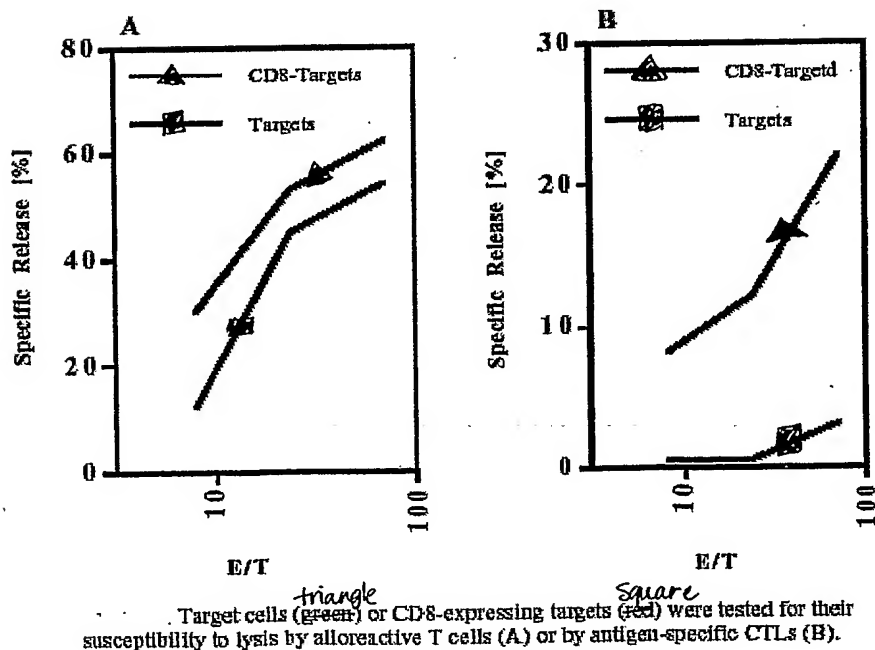 A
80
60
40
20
0
Specific Release [%]
CD8-Targets
Targets
10
100
E/T
B
30
20
10
0
Specific Release [%]
CD8-Targetd
Targets
10
100
E/T
triangle square
. Target cells (green) or CD8-expressing targets (red) were tested for their
susceptibility to lysis by alloreactive T cells (A) or by antigen-specific CTLs (B).